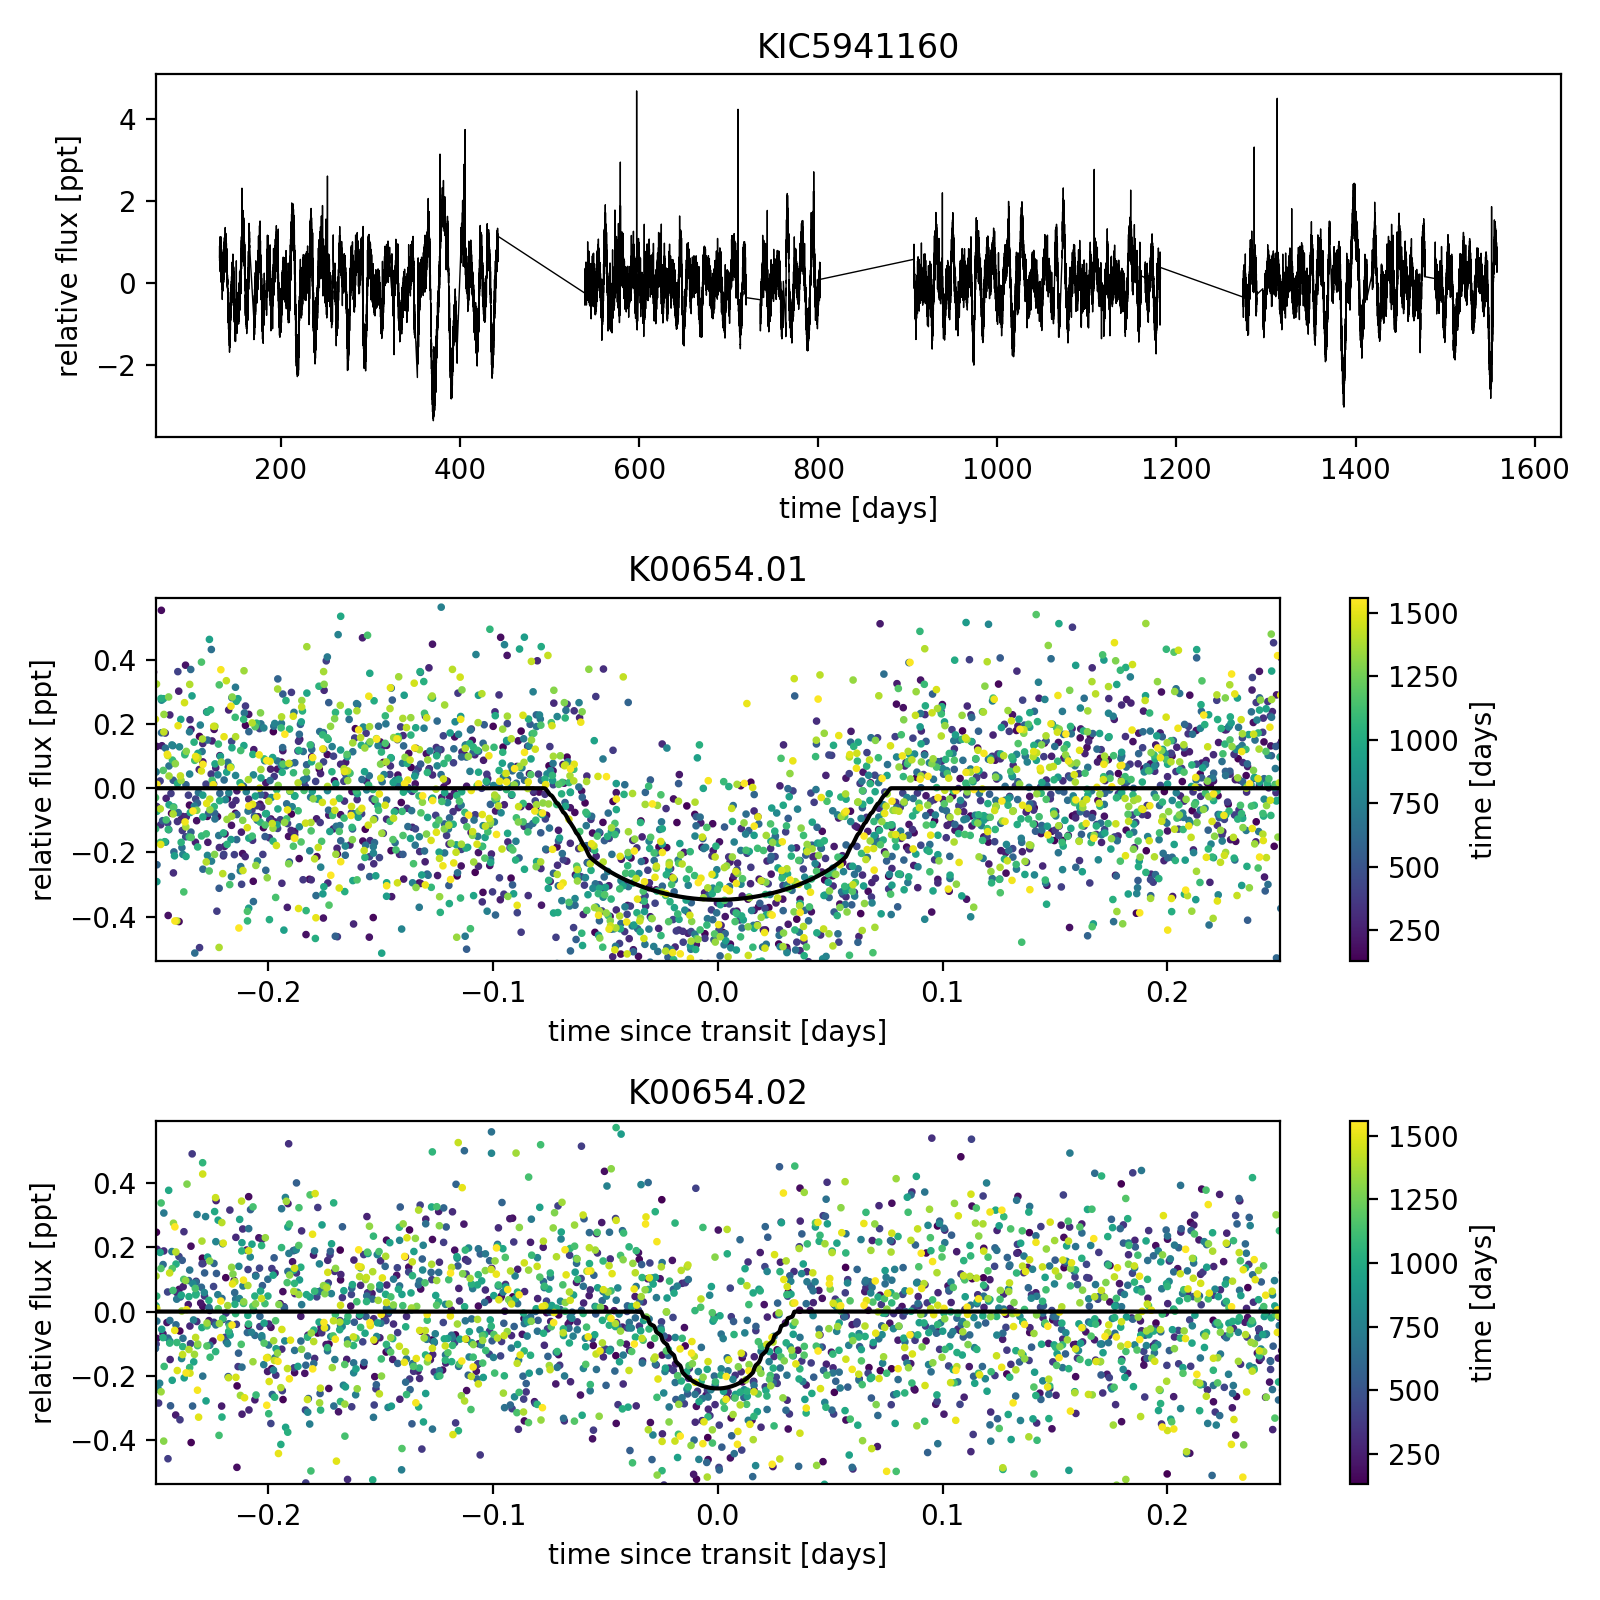 KIC5941160
relative flux [ppt]
4
2
0
−2
200 400 600 800 1000 1200 1400 1600
time [days]
K00654.01
relative flux [ppt]
0.4
0.2
0.0
−0.2
−0.4
−0.2 −0.1 0.0 0.1 0.2
time since transit [days]
1500
1250
1000
750
500
250
time [days]
K00654.02
relative flux [ppt]
0.4
0.2
0.0
−0.2
−0.4
−0.2 −0.1 0.0 0.1 0.2
time since transit [days]
1500
1250
1000
750
500
250
time [days]